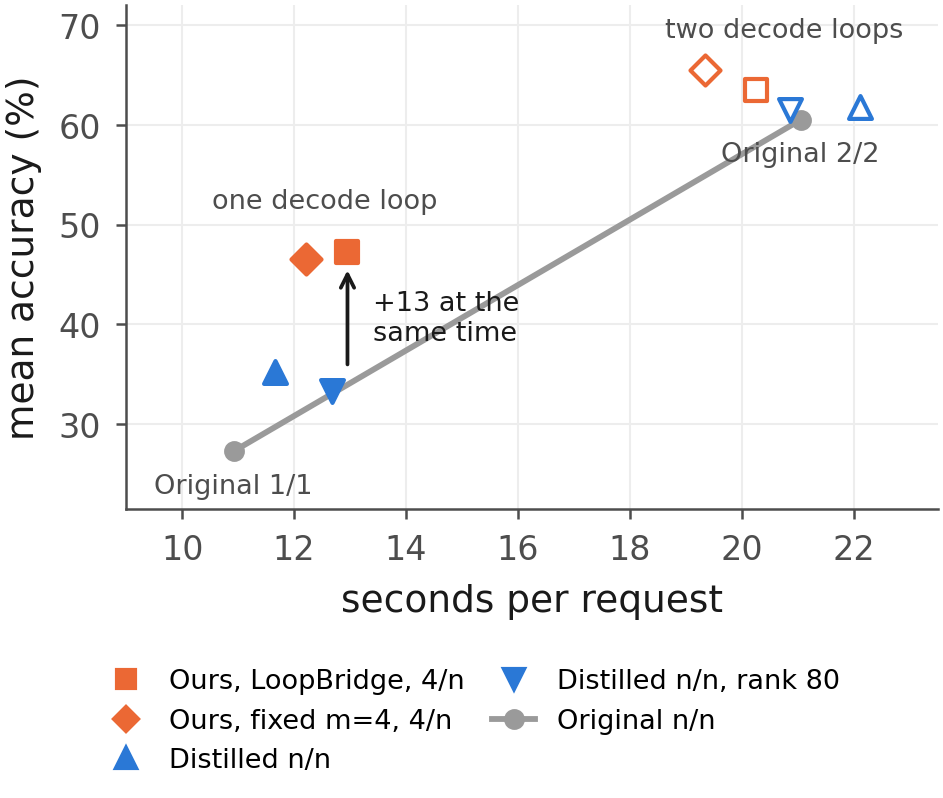 70
60
50
40
30
mean accuracy (%)
two decode loops
Original 2/2
one decode loop
+13 at the
same time
Original 1/1
10 12 14 16 18 20 22
seconds per request
Ours, LoopBridge, 4/n
Ours, fixed m=4, 4/n
Distilled n/n
Distilled n/n, rank 80
Original n/n